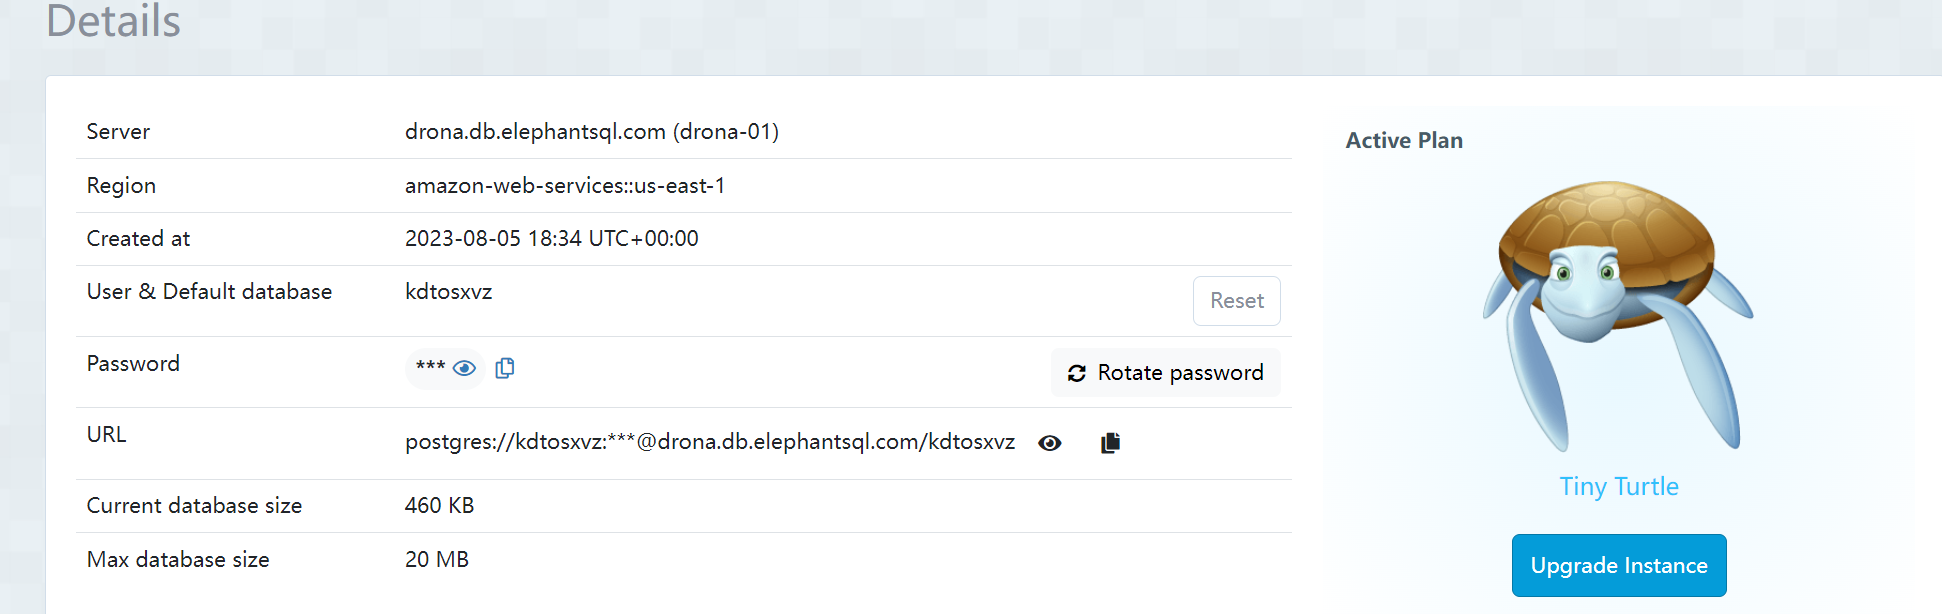 Details
Server drona.db.elephantsql.com (drona-01)
Region amazon-web-services::us-east-1
Created at 2023-08-05 18:34 UTC+00:00
User & Default database kdtosxvz Reset
Password *** Rotate password
URL postgres://kdtosxvz:***@drona.db.elephantsql.com/kdtosxvz
Current database size 460 KB
Max database size 20 MB
Active Plan
Tiny Turtle
Upgrade Instance